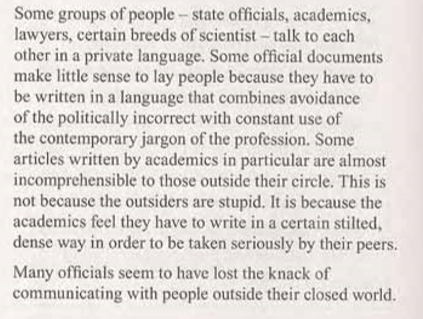 Some groups of people – state officials, academics,
lawyers, certain breeds of scientist – talk to each
other in a private language. Some official documents
make little sense to lay people because they have to
be written in a language that combines avoidance
of the politically incorrect with constant use of
the contemporary jargon of the profession. Some
articles written by academics in particular are almost
incomprehensible to those outside their circle. This is
not because the outsiders are stupid. It is because the
academics feel they have to write in a certain stilted,
dense way in order to be taken seriously by their peers.
Many officials seem to have lost the knack of
communicating with people outside their closed world.